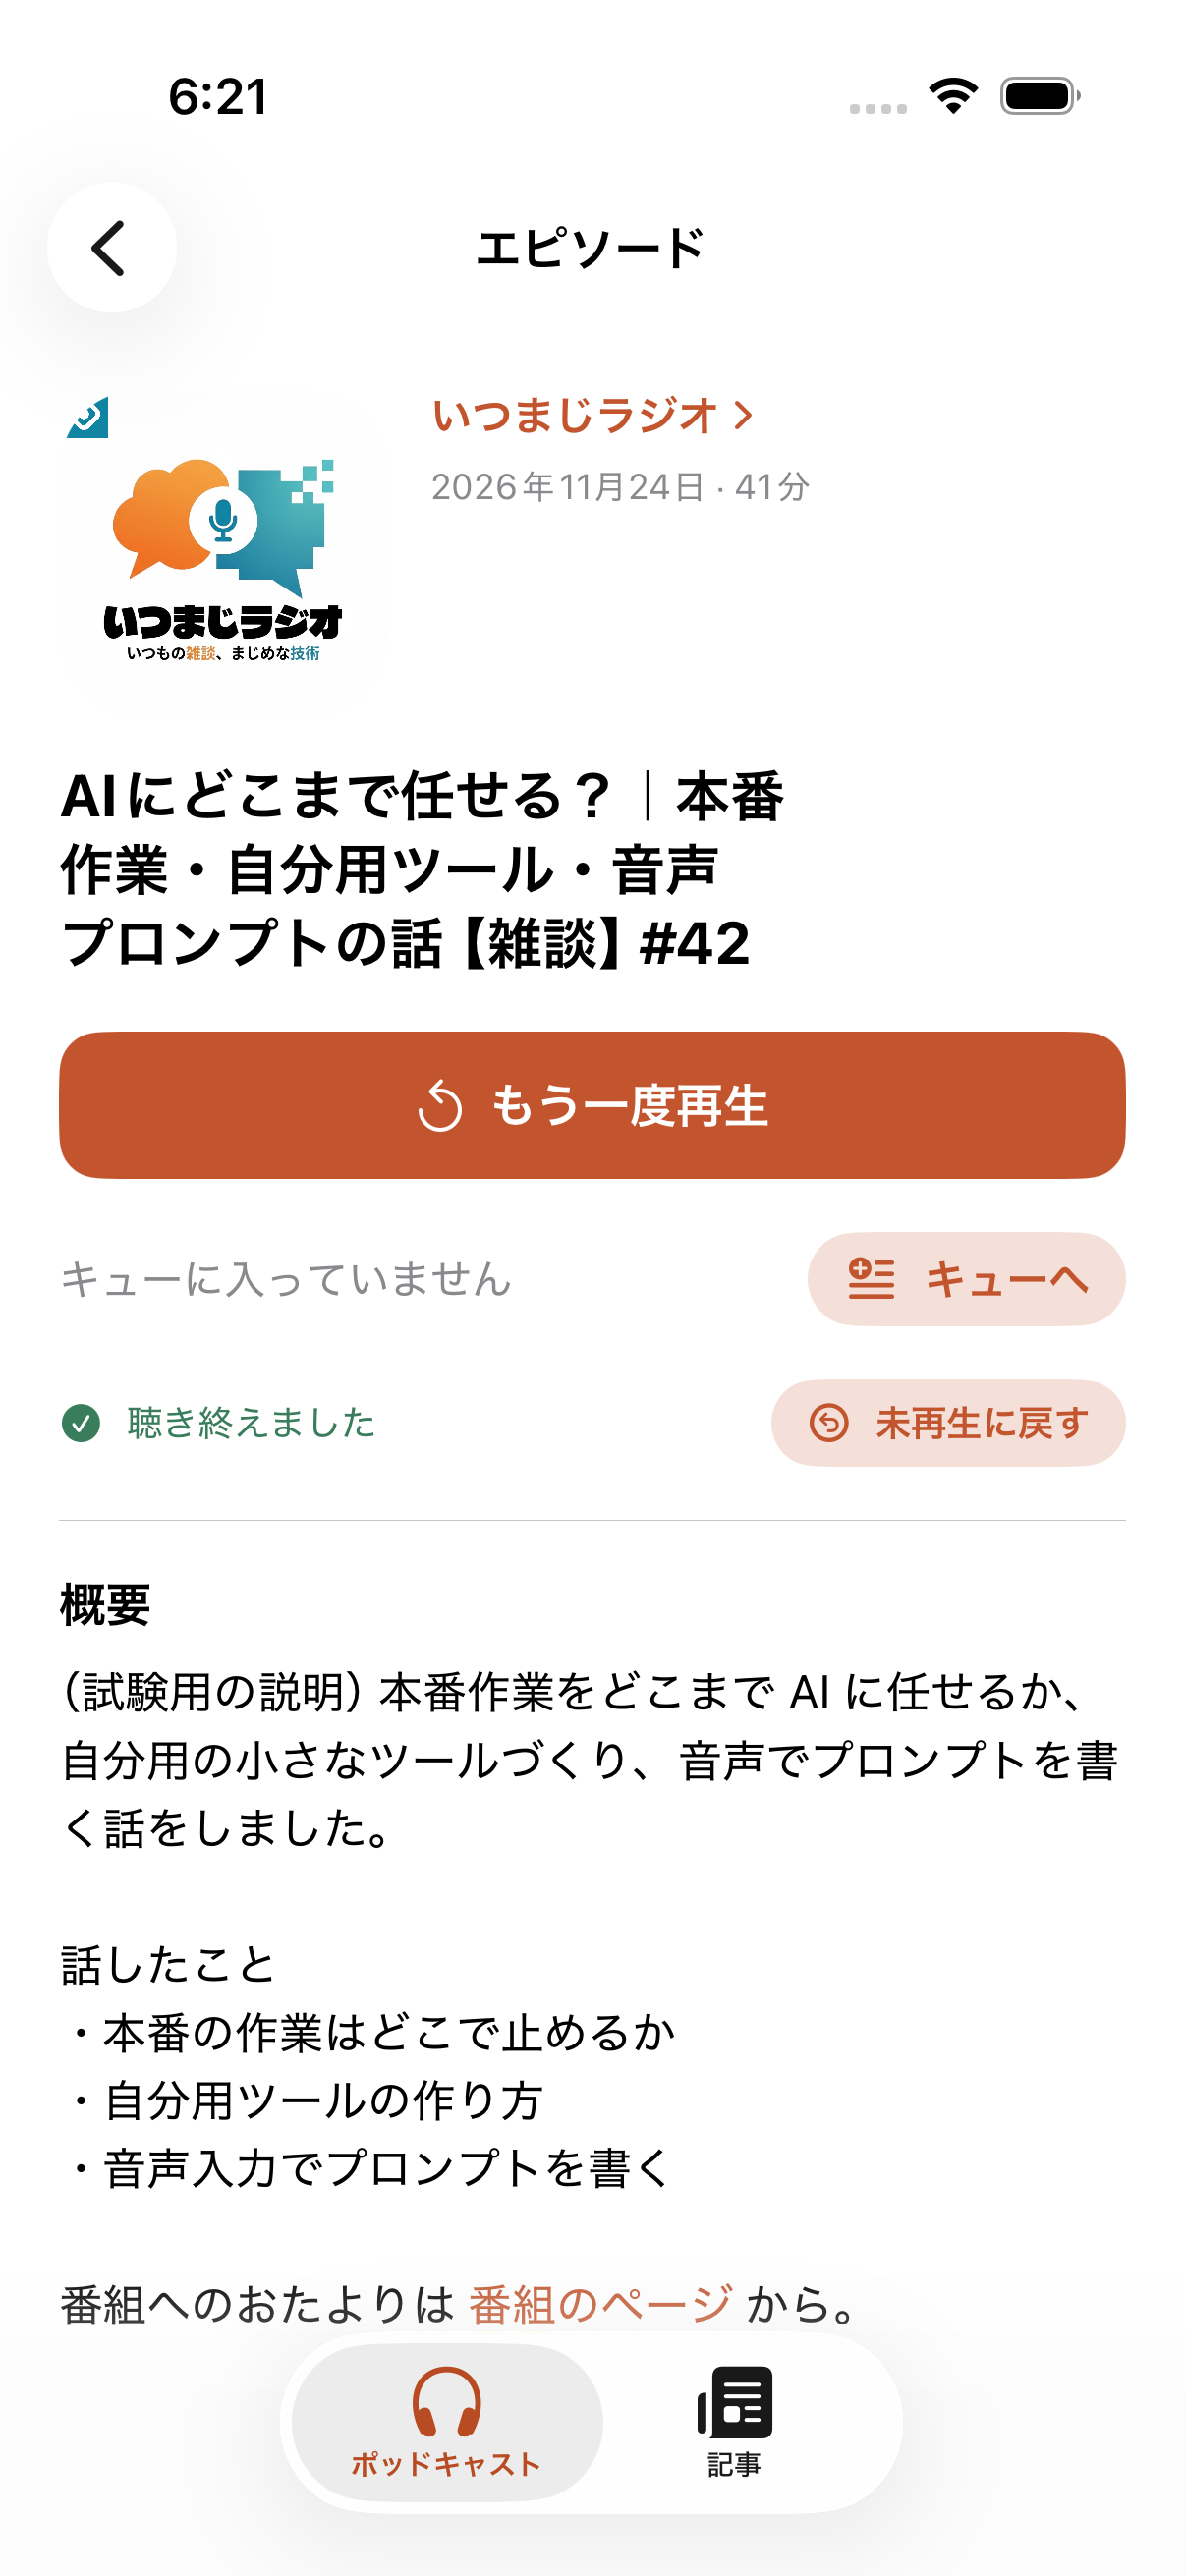 6:21
エピソード
いつまじラジオ
2026年11月24日 · 41分
いつまじラジオ
いつもの雑談、まじめな技術
AIにどこまで任せる？｜本番
作業・自分用ツール・音声
プロンプトの話【雑談】#42
もう一度再生
キューに入っていません
キューへ
聴き終えました
未再生に戻す
概要
（試験用の説明）本番作業をどこまで AI に任せるか、
自分用の小さなツールづくり、音声でプロンプトを書
く話をしました。
話したこと
・本番の作業はどこで止めるか
・自分用ツールの作り方
・音声入力でプロンプトを書く
番組へのおたよりは 番組のページ から。
ポッドキャスト
記事